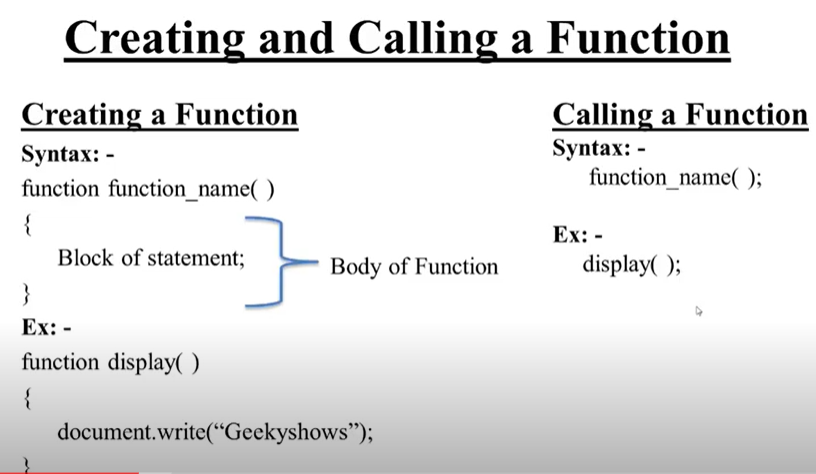 Creating and Calling a Function
Creating a Function
Syntax: -
function function_name( )
{
Block of statement;
}
Body of Function
Ex: -
function display( )
{
document.write(“Geekyshows”);
}
Calling a Function
Syntax: -
function_name( );
Ex: -
display( );